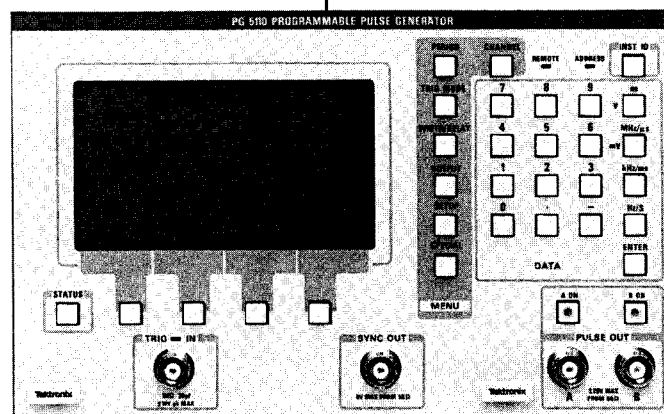 PG 5110 PROGRAMMABLE PULSE GENERATOR
CHANNEL
REMOTE
ADDRESS
INST ID
TRIG MODE
7 8 9
V
4 5 6
mV
MHz/µs
1 2 3
kHz/ms
0 . −
Hz/S
ENTER
DATA
MENU
STATUS
A ON
B ON
TRIG IN
SYNC OUT
PULSE OUT
A
B
Tektronix
Tektronix